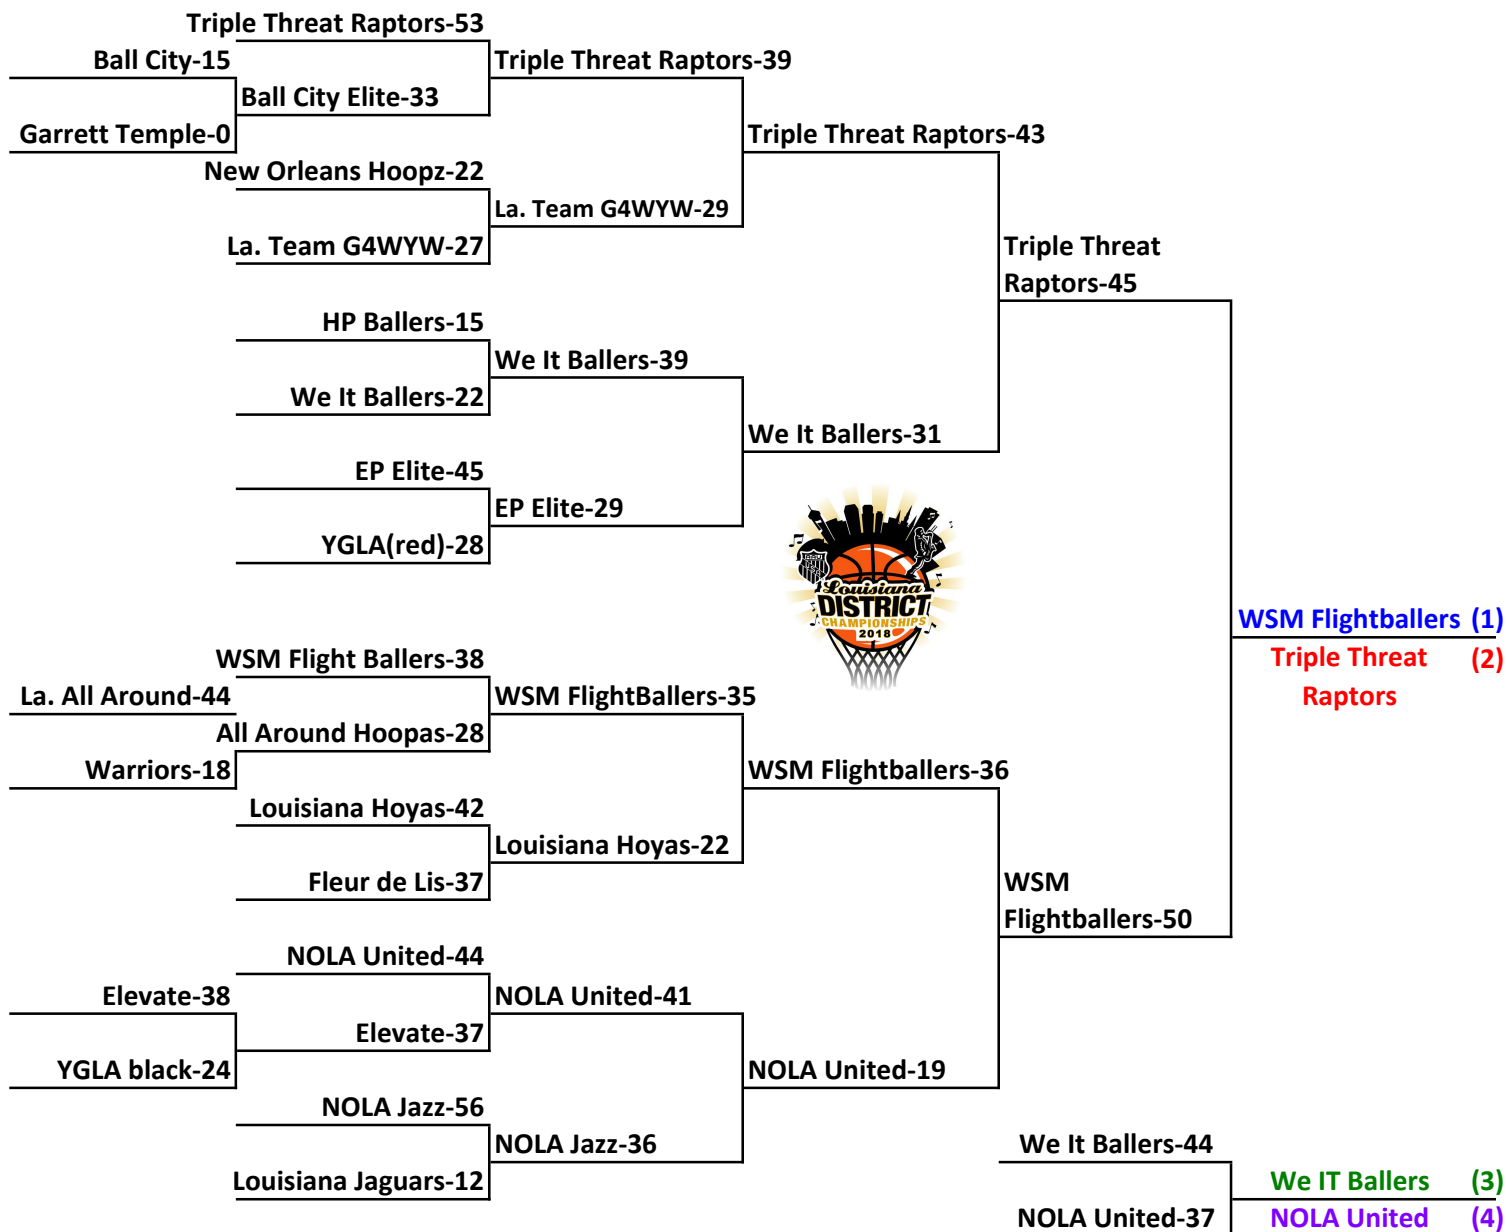 Triple Threat Raptors-53
Ball City-15
Triple Threat Raptors-39
Ball City Elite-33
Garrett Temple-0
Triple Threat Raptors-43
New Orleans Hoopz-22
La. Team G4WYW-29
La. Team G4WYW-27
Triple Threat
Raptors-45
HP Ballers-15
We It Ballers-39
We It Ballers-22
We It Ballers-31
EP Elite-45
EP Elite-29
YGLA(red)-28
Louisiana
DISTRICT
CHAMPIONSHIPS
2018
WSM Flightballers (1)
Triple Threat (2)
Raptors
WSM Flight Ballers-38
La. All Around-44
WSM FlightBallers-35
All Around Hoopas-28
Warriors-18
WSM Flightballers-36
Louisiana Hoyas-42
Louisiana Hoyas-22
Fleur de Lis-37
WSM
Flightballers-50
NOLA United-44
Elevate-38
NOLA United-41
Elevate-37
YGLA black-24
NOLA United-19
NOLA Jazz-56
NOLA Jazz-36
We It Ballers-44
Louisiana Jaguars-12
We IT Ballers (3)
NOLA United-37
NOLA United (4)